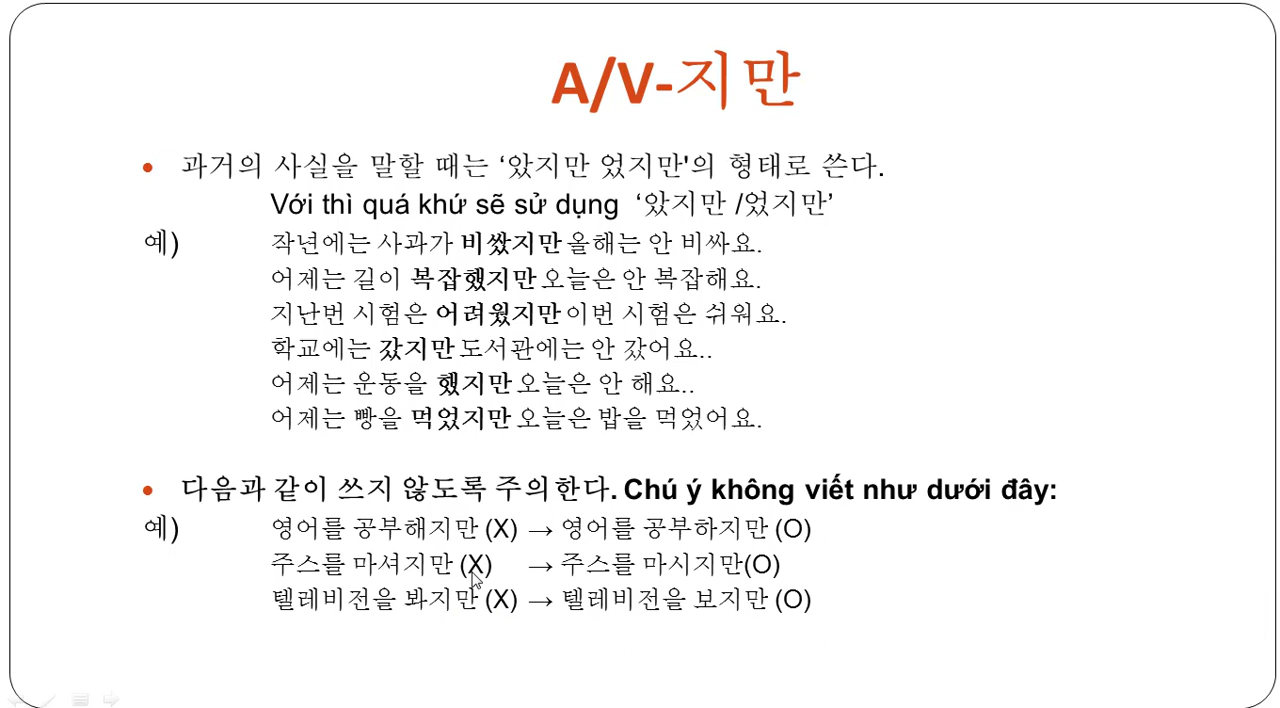 A/V-지만
• 과거의 사실을 말할 때는 ‘았지만 었지만'의 형태로 쓴다.
Với thì quá khứ sẽ sử dụng ‘았지만 /었지만’
예) 작년에는 사과가 비쌌지만 올해는 안 비싸요.
어제는 길이 복잡했지만 오늘은 안 복잡해요.
지난번 시험은 어려웠지만 이번 시험은 쉬워요.
학교에는 갔지만 도서관에는 안 갔어요..
어제는 운동을 했지만 오늘은 안 해요..
어제는 빵을 먹었지만 오늘은 밥을 먹었어요.
• 다음과 같이 쓰지 않도록 주의한다. Chú ý không viết như dưới đây:
예) 영어를 공부해지만 (X) → 영어를 공부하지만 (O)
주스를 마셔지만 (X) → 주스를 마시지만(O)
텔레비전을 봐지만 (X) → 텔레비전을 보지만 (O)